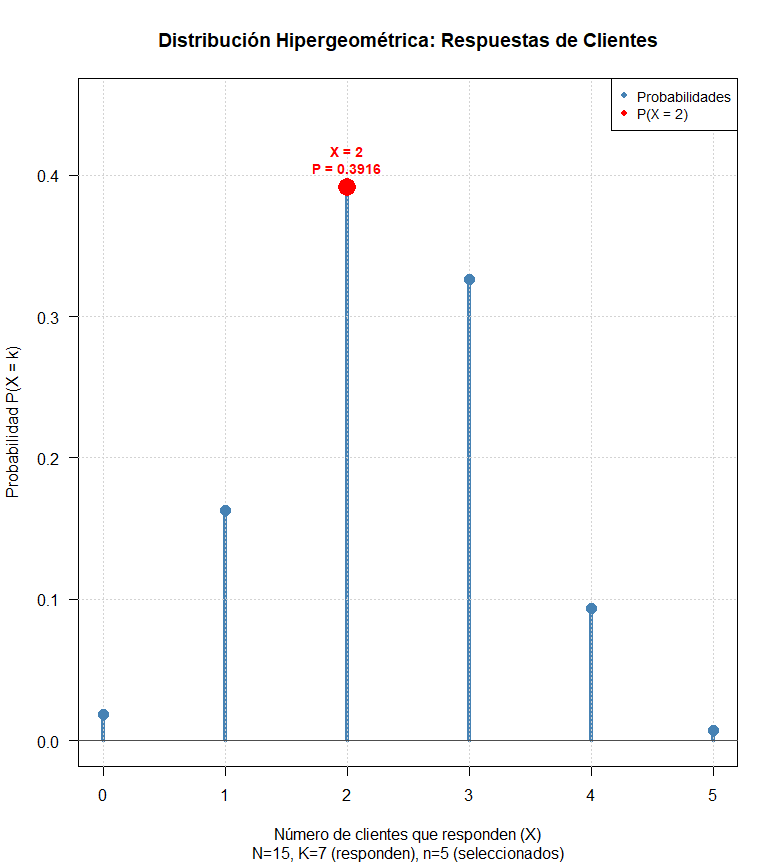 Distribución Hipergeométrica: Respuestas de Clientes
Probabilidades
P(X = 2)
X = 2
P = 0.3916
0.4
0.3
0.2
0.1
0.0
Probabilidad P(X = k)
0 1 2 3 4 5
Número de clientes que responden (X)
N=15, K=7 (responden), n=5 (seleccionados)